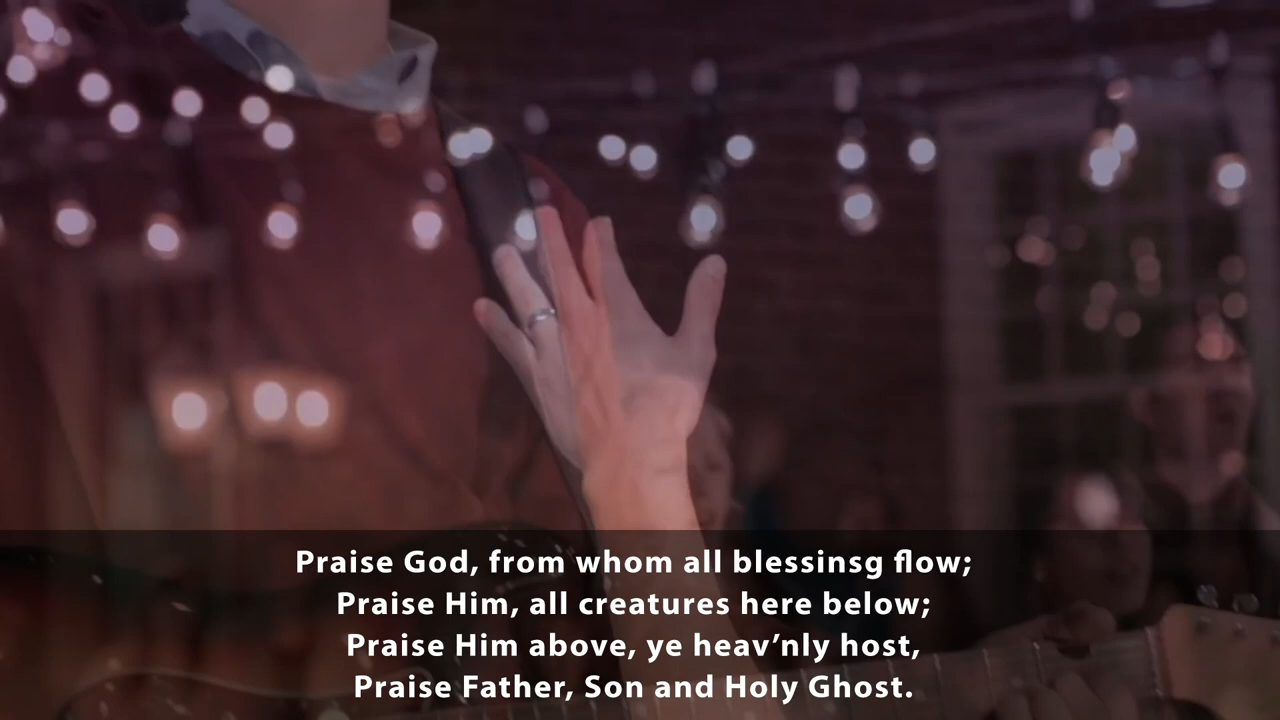 Praise God, from whom all blessinsg flow;
Praise Him, all creatures here below;
Praise Him above, ye heav’nly host,
Praise Father, Son and Holy Ghost.